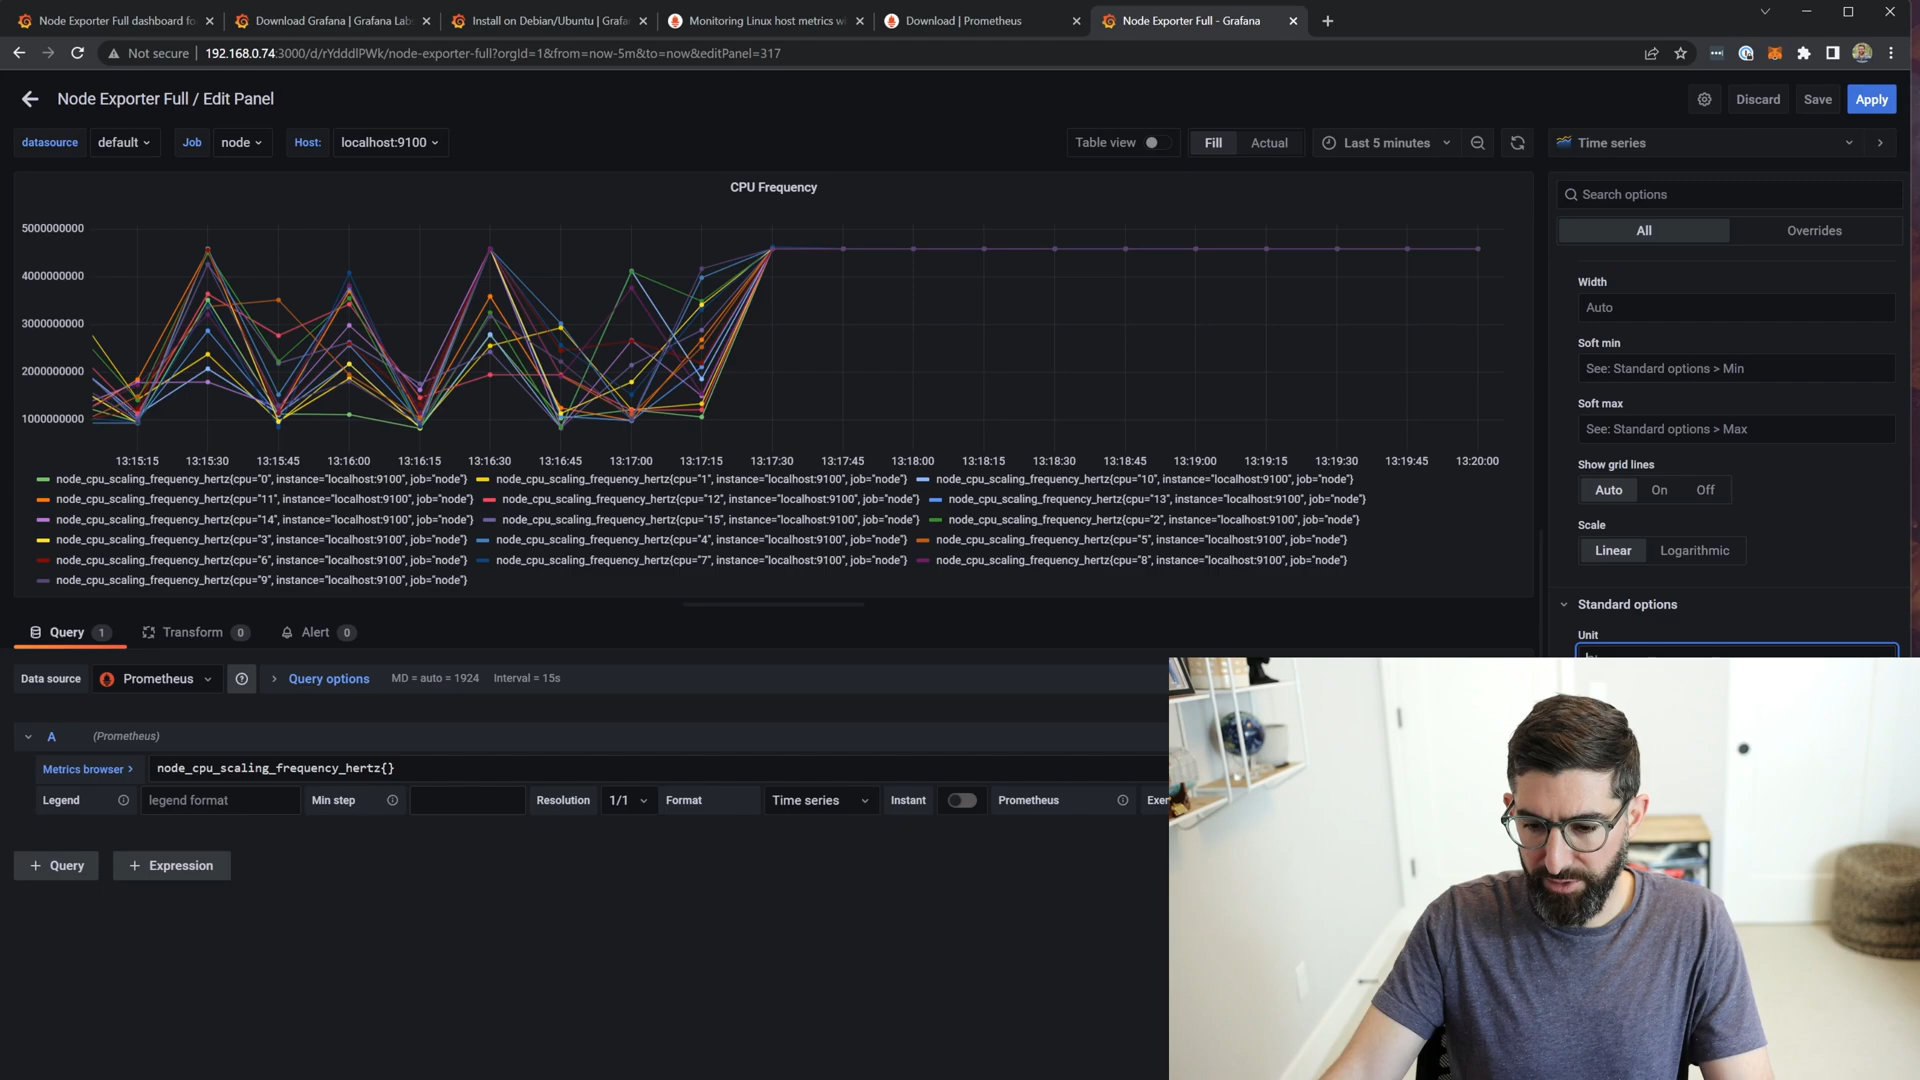 Node Exporter Full dashboard fo
Download Grafana | Grafana Lab
Install on Debian/Ubuntu | Grafa
Monitoring Linux host metrics w
Download | Prometheus
Node Exporter Full - Grafana
Not secure 192.168.0.74:3000/d/rYdddlPWk/node-exporter-full?orgId=1&from=now-5m&to=now&editPanel=317
Node Exporter Full / Edit Panel
Discard Save Apply
datasource default Job node Host: localhost:9100 Table view Fill Actual Last 5 minutes Time series
CPU Frequency
Search options
All Overrides
5000000000
4000000000
3000000000
2000000000
1000000000
13:15:15 13:15:30 13:15:45 13:16:00 13:16:15 13:16:30 13:16:45 13:17:00 13:17:15 13:17:30 13:17:45 13:18:00 13:18:15 13:18:30 13:18:45 13:19:00 13:19:15 13:19:30 13:19:45 13:20:00
node_cpu_scaling_frequency_hertz{cpu="0", instance="localhost:9100", job="node"} node_cpu_scaling_frequency_hertz{cpu="1", instance="localhost:9100", job="node"} node_cpu_scaling_frequency_hertz{cpu="10", instance="localhost:9100", job="node"}
node_cpu_scaling_frequency_hertz{cpu="11", instance="localhost:9100", job="node"} node_cpu_scaling_frequency_hertz{cpu="12", instance="localhost:9100", job="node"} node_cpu_scaling_frequency_hertz{cpu="13", instance="localhost:9100", job="node"}
node_cpu_scaling_frequency_hertz{cpu="14", instance="localhost:9100", job="node"} node_cpu_scaling_frequency_hertz{cpu="15", instance="localhost:9100", job="node"} node_cpu_scaling_frequency_hertz{cpu="2", instance="localhost:9100", job="node"}
node_cpu_scaling_frequency_hertz{cpu="3", instance="localhost:9100", job="node"} node_cpu_scaling_frequency_hertz{cpu="4", instance="localhost:9100", job="node"} node_cpu_scaling_frequency_hertz{cpu="5", instance="localhost:9100", job="node"}
node_cpu_scaling_frequency_hertz{cpu="6", instance="localhost:9100", job="node"} node_cpu_scaling_frequency_hertz{cpu="7", instance="localhost:9100", job="node"} node_cpu_scaling_frequency_hertz{cpu="8", instance="localhost:9100", job="node"}
node_cpu_scaling_frequency_hertz{cpu="9", instance="localhost:9100", job="node"}
Width
Auto
Soft min
See: Standard options > Min
Soft max
See: Standard options > Max
Show grid lines
Auto On Off
Scale
Linear Logarithmic
Standard options
Unit
Query 1 Transform 0 Alert 0
Data source Prometheus Query options MD = auto = 1924 Interval = 15s
A (Prometheus)
Metrics browser > node_cpu_scaling_frequency_hertz{}
Legend legend format Min step Resolution 1/1 Format Time series Instant Prometheus Exe
+ Query + Expression